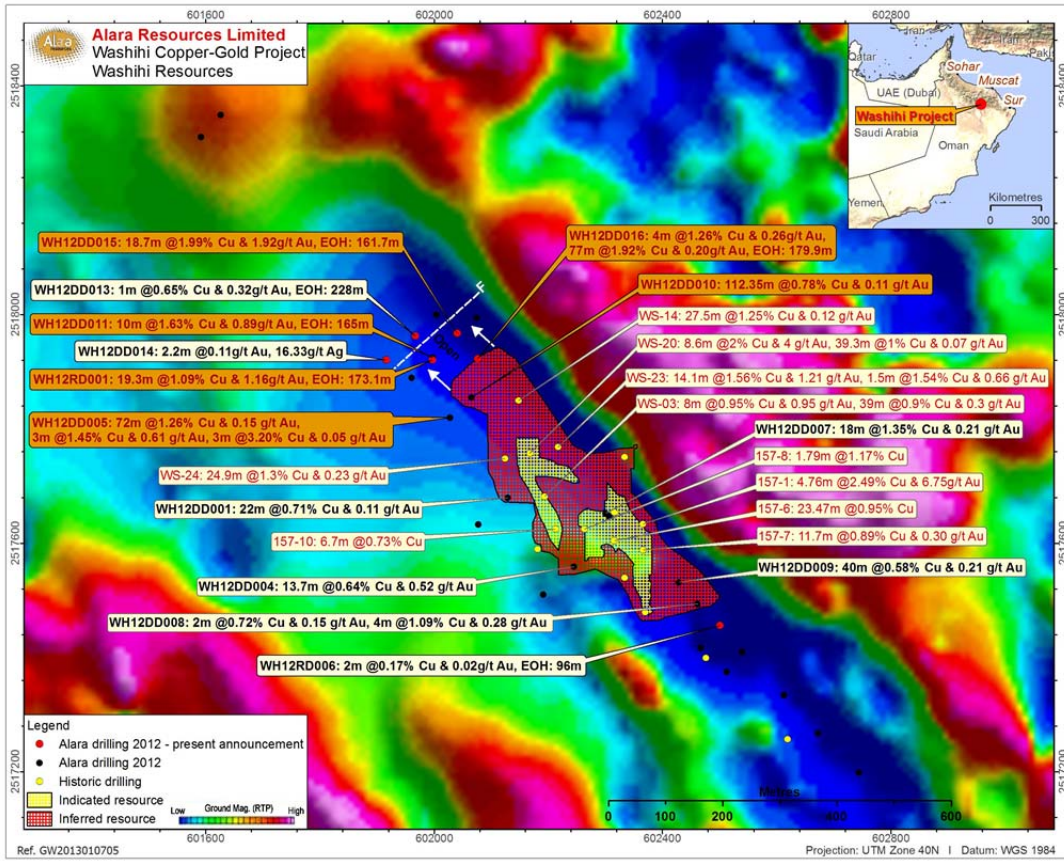 601600
602000
602400
602800
Alara
Alara Resources Limited
Washihi Copper-Gold Project
Washihi Resources
Iran
Iran
Qatar
Sohar
Muscat
UAE (Dubai)
Sur
Washihi Project
Saudi Arabia
Oman
Yemen
Kilometres
0 300
2518400
2518400
WH12DD015: 18.7m @1.99% Cu & 1.92g/t Au, EOH: 161.7m
WH12DD016: 4m @1.26% Cu & 0.26g/t Au,
77m @1.92% Cu & 0.20g/t Au, EOH: 179.9m
WH12DD013: 1m @0.65% Cu & 0.32g/t Au, EOH: 228m
F
WH12DD010: 112.35m @0.78% Cu & 0.11 g/t Au
2518000
2518000
WH12DD011: 10m @1.63% Cu & 0.89g/t Au, EOH: 165m
WS-14: 27.5m @1.25% Cu & 0.12 g/t Au
Open
WH12DD014: 2.2m @0.11g/t Au, 16.33g/t Ag
WS-20: 8.6m @2% Cu & 4 g/t Au, 39.3m @1% Cu & 0.07 g/t Au
WH12RD001: 19.3m @1.09% Cu & 1.16g/t Au, EOH: 173.1m
WS-23: 14.1m @1.56% Cu & 1.21 g/t Au, 1.5m @1.54% Cu & 0.66 g/t Au
WS-03: 8m @0.95% Cu & 0.95 g/t Au, 39m @0.9% Cu & 0.3 g/t Au
WH12DD005: 72m @1.26% Cu & 0.15 g/t Au,
3m @1.45% Cu & 0.61 g/t Au, 3m @3.20% Cu & 0.05 g/t Au
WH12DD007: 18m @1.35% Cu & 0.21 g/t Au
157-8: 1.79m @1.17% Cu
WS-24: 24.9m @1.3% Cu & 0.23 g/t Au
157-1: 4.76m @2.49% Cu & 6.75g/t Au
WH12DD001: 22m @0.71% Cu & 0.11 g/t Au
157-6: 23.47m @0.95% Cu
157-10: 6.7m @0.73% Cu
157-7: 11.7m @0.89% Cu & 0.30 g/t Au
2517600
2517600
WH12DD009: 40m @0.58% Cu & 0.21 g/t Au
WH12DD004: 13.7m @0.64% Cu & 0.52 g/t Au
WH12DD008: 2m @0.72% Cu & 0.15 g/t Au, 4m @1.09% Cu & 0.28 g/t Au
WH12RD006: 2m @0.17% Cu & 0.02g/t Au, EOH: 96m
Legend
Alara drilling 2012 - present announcement
Alara drilling 2012
Historic drilling
Indicated resource
Inferred resource
Low Ground Mag. (RTP) High
2517200
2517200
Metres
0 200 400 600
601600
602000
602400
602800
Ref. GW2013010705
Projection: UTM Zone 40N | Datum: WGS 1984